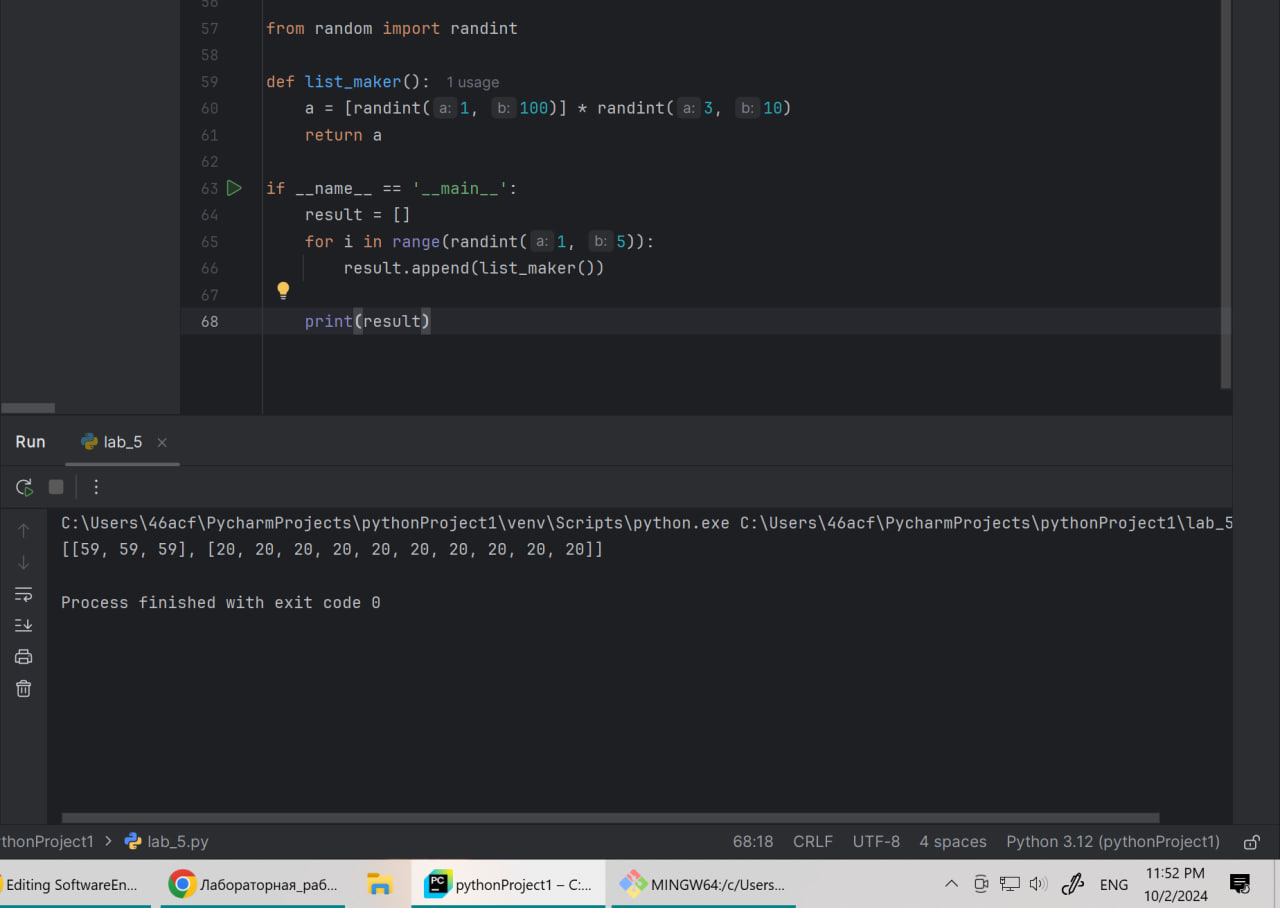 56
57 from random import randint
58
59 def list_maker(): 1 usage
60 a = [randint( a: 1, b: 100)] * randint( a: 3, b: 10)
61 return a
62
63 if __name__ == '__main__':
64 result = []
65 for i in range(randint( a: 1, b: 5)):
66 result.append(list_maker())
67
68 print(result)
Run lab_5
C:\Users\46acf\PycharmProjects\pythonProject1\venv\Scripts\python.exe C:\Users\46acf\PycharmProjects\pythonProject1\lab_5
[[59, 59, 59], [20, 20, 20, 20, 20, 20, 20, 20, 20, 20]]
Process finished with exit code 0
thonProject1 > lab_5.py 68:18 CRLF UTF-8 4 spaces Python 3.12 (pythonProject1)
Editing SoftwareEn... Лабораторная_раб... PC pythonProject1 – C:... MINGW64:/c/Users... ENG 11:52 PM
10/2/2024